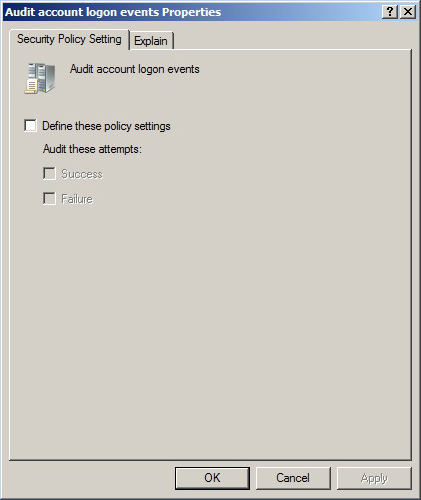 Audit account logon events Properties
Security Policy Setting
Explain
Audit account logon events
Define these policy settings
Audit these attempts:
Success
Failure
OK
Cancel
Apply